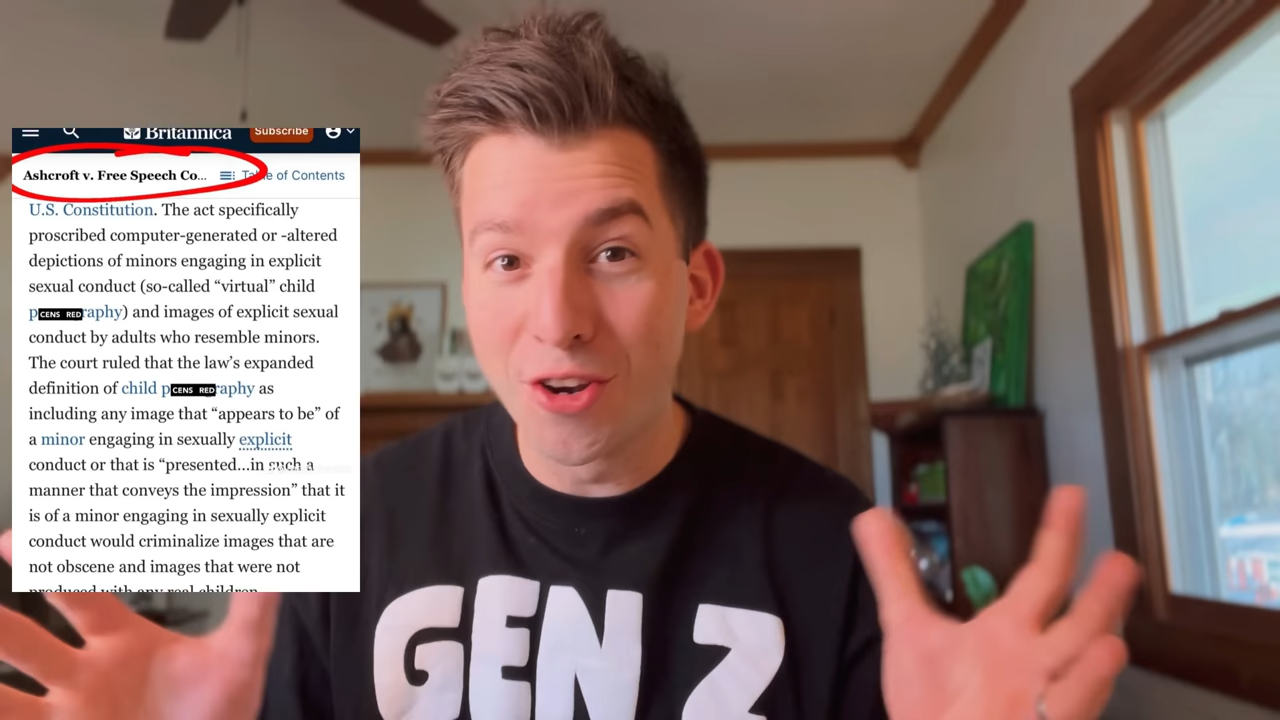 Britannica Subscribe
Ashcroft v. Free Speech Co... Table of Contents
U.S. Constitution. The act specifically
proscribed computer-generated or -altered
depictions of minors engaging in explicit
sexual conduct (so-called “virtual” child
pCENS REDraphy) and images of explicit sexual
conduct by adults who resemble minors.
The court ruled that the law’s expanded
definition of child pCENS REDraphy as
including any image that “appears to be” of
a minor engaging in sexually explicit
conduct or that is “presented...in such a
manner that conveys the impression” that it
is of a minor engaging in sexually explicit
conduct would criminalize images that are
not obscene and images that were not
produced with any real children
GEN Z